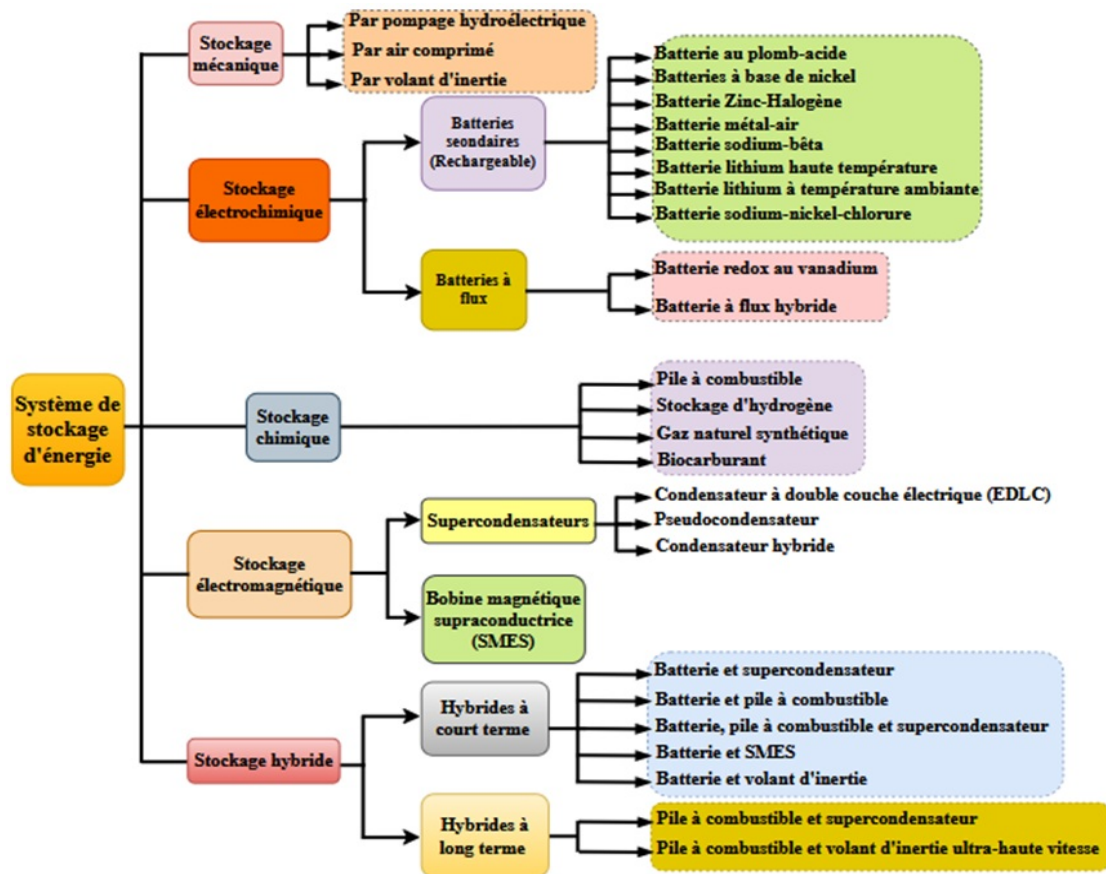 Système de
stockage
d'énergie
Stockage
mécanique
Par pompage hydroélectrique
Par air comprimé
Par volant d'inertie
Stockage
électrochimique
Batteries
seondaires
(Rechargeable)
Batterie au plomb-acide
Batteries à base de nickel
Batterie Zinc-Halogène
Batterie métal-air
Batterie sodium-bêta
Batterie lithium haute température
Batterie lithium à température ambiante
Batterie sodium-nickel-chlorure
Batteries à
flux
Batterie redox au vanadium
Batterie à flux hybride
Stockage
chimique
Pile à combustible
Stockage d'hydrogène
Gaz naturel synthétique
Biocarburant
Stockage
électromagnétique
Supercondensateurs
Condensateur à double couche électrique (EDLC)
Pseudocondensateur
Condensateur hybride
Bobine magnétique
supraconductrice
(SMES)
Stockage hybride
Hybrides à
court terme
Batterie et supercondensateur
Batterie et pile à combustible
Batterie, pile à combustible et supercondensateur
Batterie et SMES
Batterie et volant d'inertie
Hybrides à
long terme
Pile à combustible et supercondensateur
Pile à combustible et volant d'inertie ultra-haute vitesse